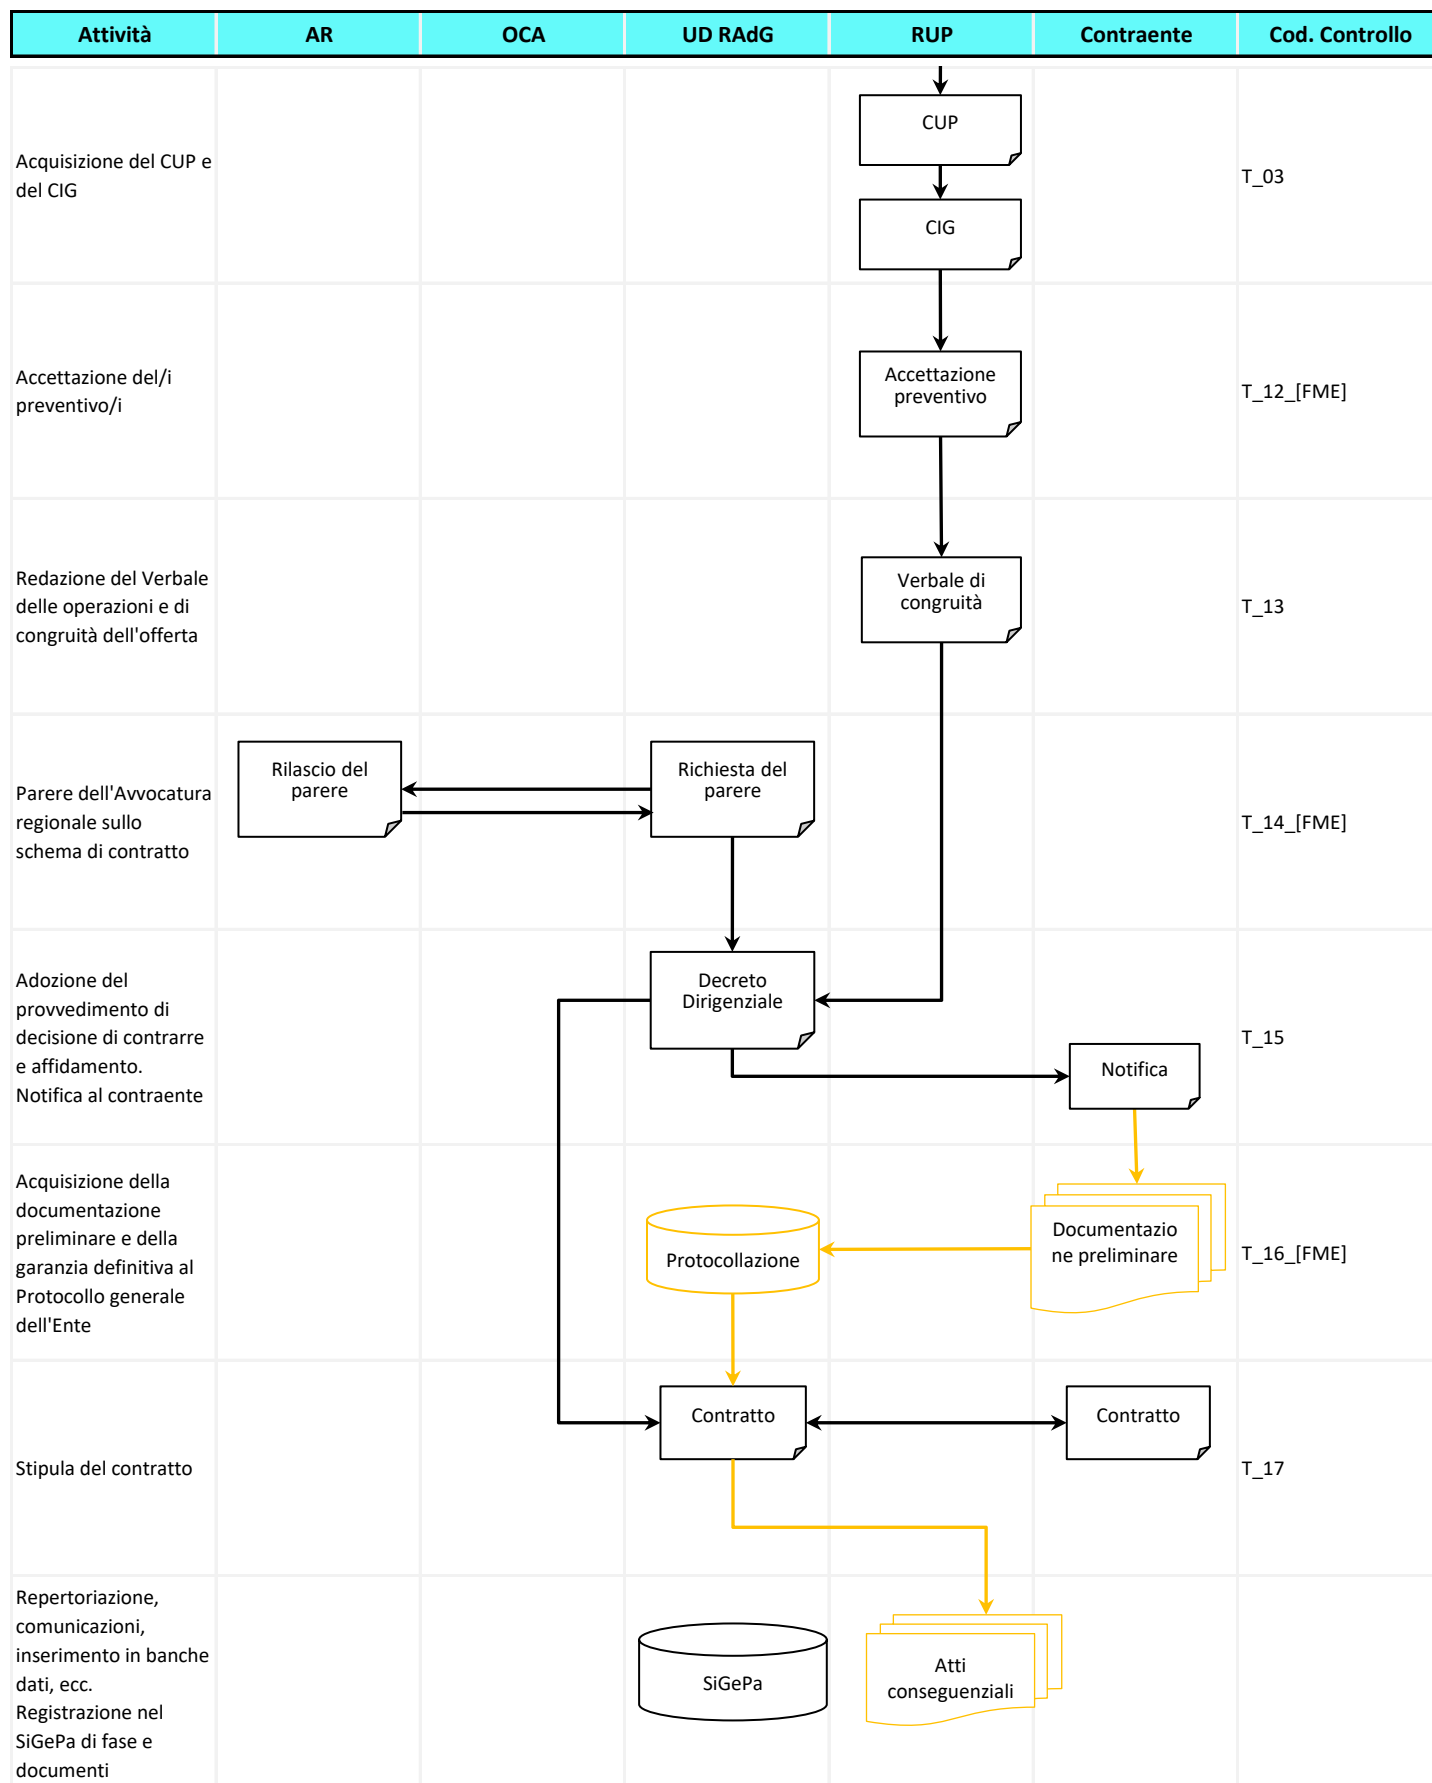 Attività
AR
OCA
UD RAdG
RUP
Contraente
Cod. Controllo
Acquisizione del CUP e
del CIG
CUP
CIG
T_03
Accettazione del/i
preventivo/i
Accettazione
preventivo
T_12_[FME]
Redazione del Verbale
delle operazioni e di
congruità dell'offerta
Verbale di
congruità
T_13
Parere dell'Avvocatura
regionale sullo
schema di contratto
Rilascio del
parere
Richiesta del
parere
T_14_[FME]
Adozione del
provvedimento di
decisione di contrarre
e affidamento.
Notifica al contraente
Decreto
Dirigenziale
Notifica
T_15
Acquisizione della
documentazione
preliminare e della
garanzia definitiva al
Protocollo generale
dell'Ente
Protocollazione
Documentazio
ne preliminare
T_16_[FME]
Stipula del contratto
Contratto
Contratto
T_17
Repertoriazione,
comunicazioni,
inserimento in banche
dati, ecc.
Registrazione nel
SiGePa di fase e
documenti
SiGePa
Atti
conseguenziali